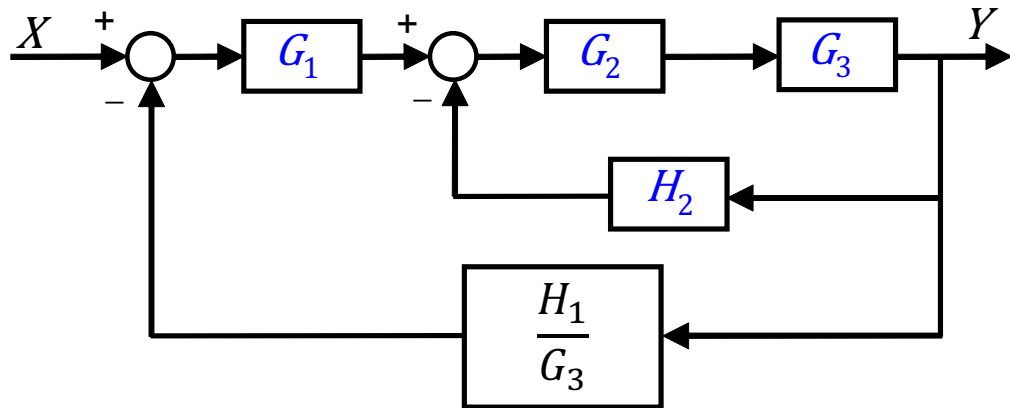 X + G₁ + G₂ G₃ Y
− −
H₂
H₁
G₃